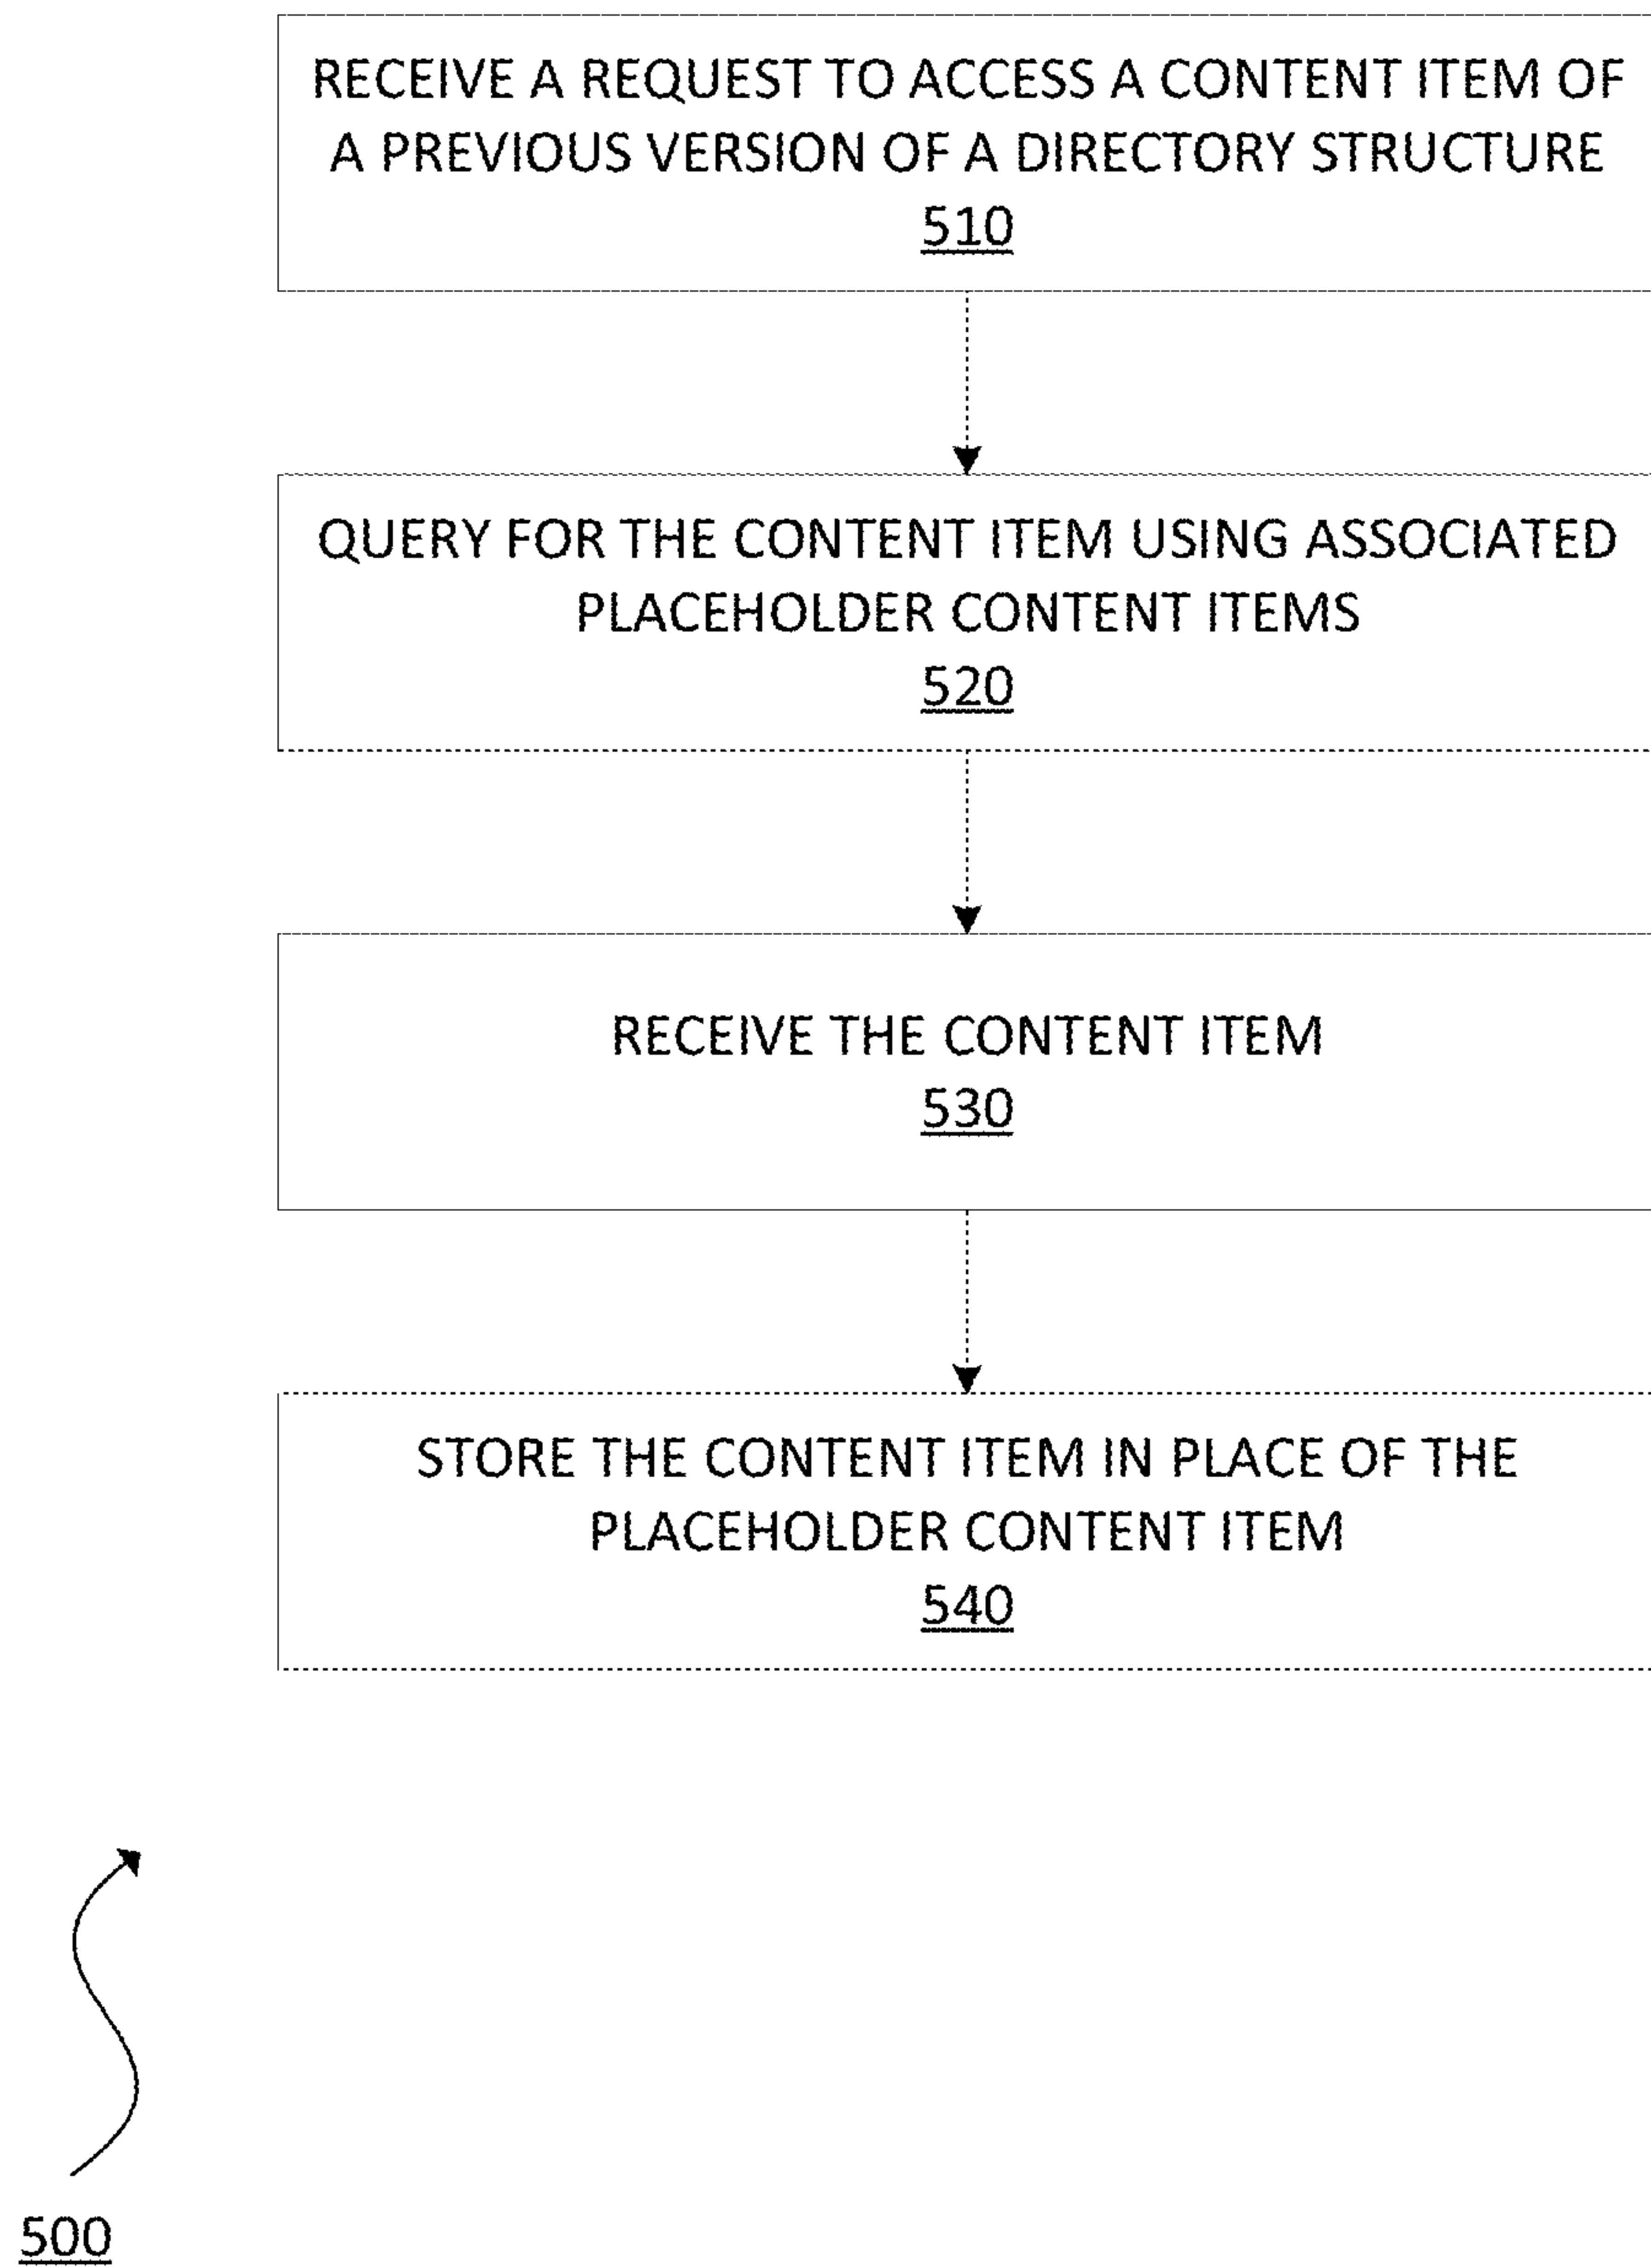 RECEIVE A REQUEST TO ACCESS A CONTENT ITEM OF
A PREVIOUS VERSION OF A DIRECTORY STRUCTURE
510
QUERY FOR THE CONTENT ITEM USING ASSOCIATED
PLACEHOLDER CONTENT ITEMS
520
RECEIVE THE CONTENT ITEM
530
STORE THE CONTENT ITEM IN PLACE OF THE
PLACEHOLDER CONTENT ITEM
540
500